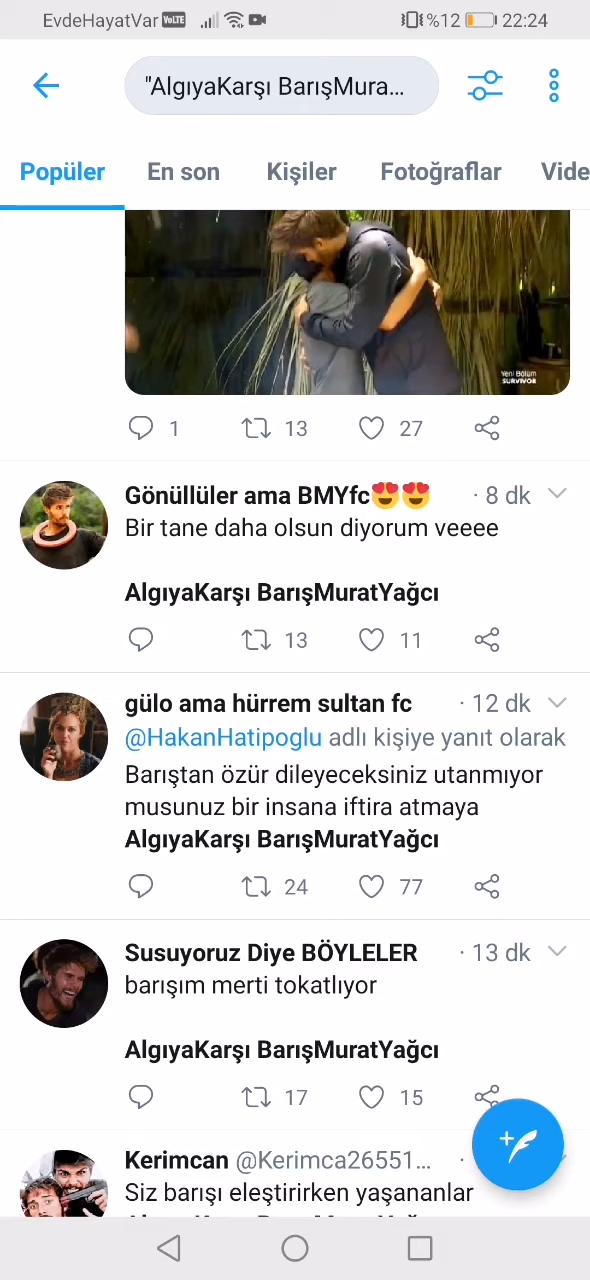 EvdeHayatVar VoLTE %12 22:24
"AlgıyaKarşı BarışMura...
Popüler En son Kişiler Fotoğraflar Vide
Yeni Bölüm
SURVIVOR
1 13 27
Gönüllüler ama BMYfc😍😍 · 8 dk
Bir tane daha olsun diyorum veeee
AlgıyaKarşı BarışMuratYağcı
13 11
gülo ama hürrem sultan fc · 12 dk
@HakanHatipoglu adlı kişiye yanıt olarak
Barıştan özür dileyeceksiniz utanmıyor
musunuz bir insana iftira atmaya
AlgıyaKarşı BarışMuratYağcı
24 77
Susuyoruz Diye BÖYLELER · 13 dk
barışım merti tokatlıyor
AlgıyaKarşı BarışMuratYağcı
17 15
Kerimcan @Kerimca26551... ·
Siz barışı eleştirirken yaşananlar